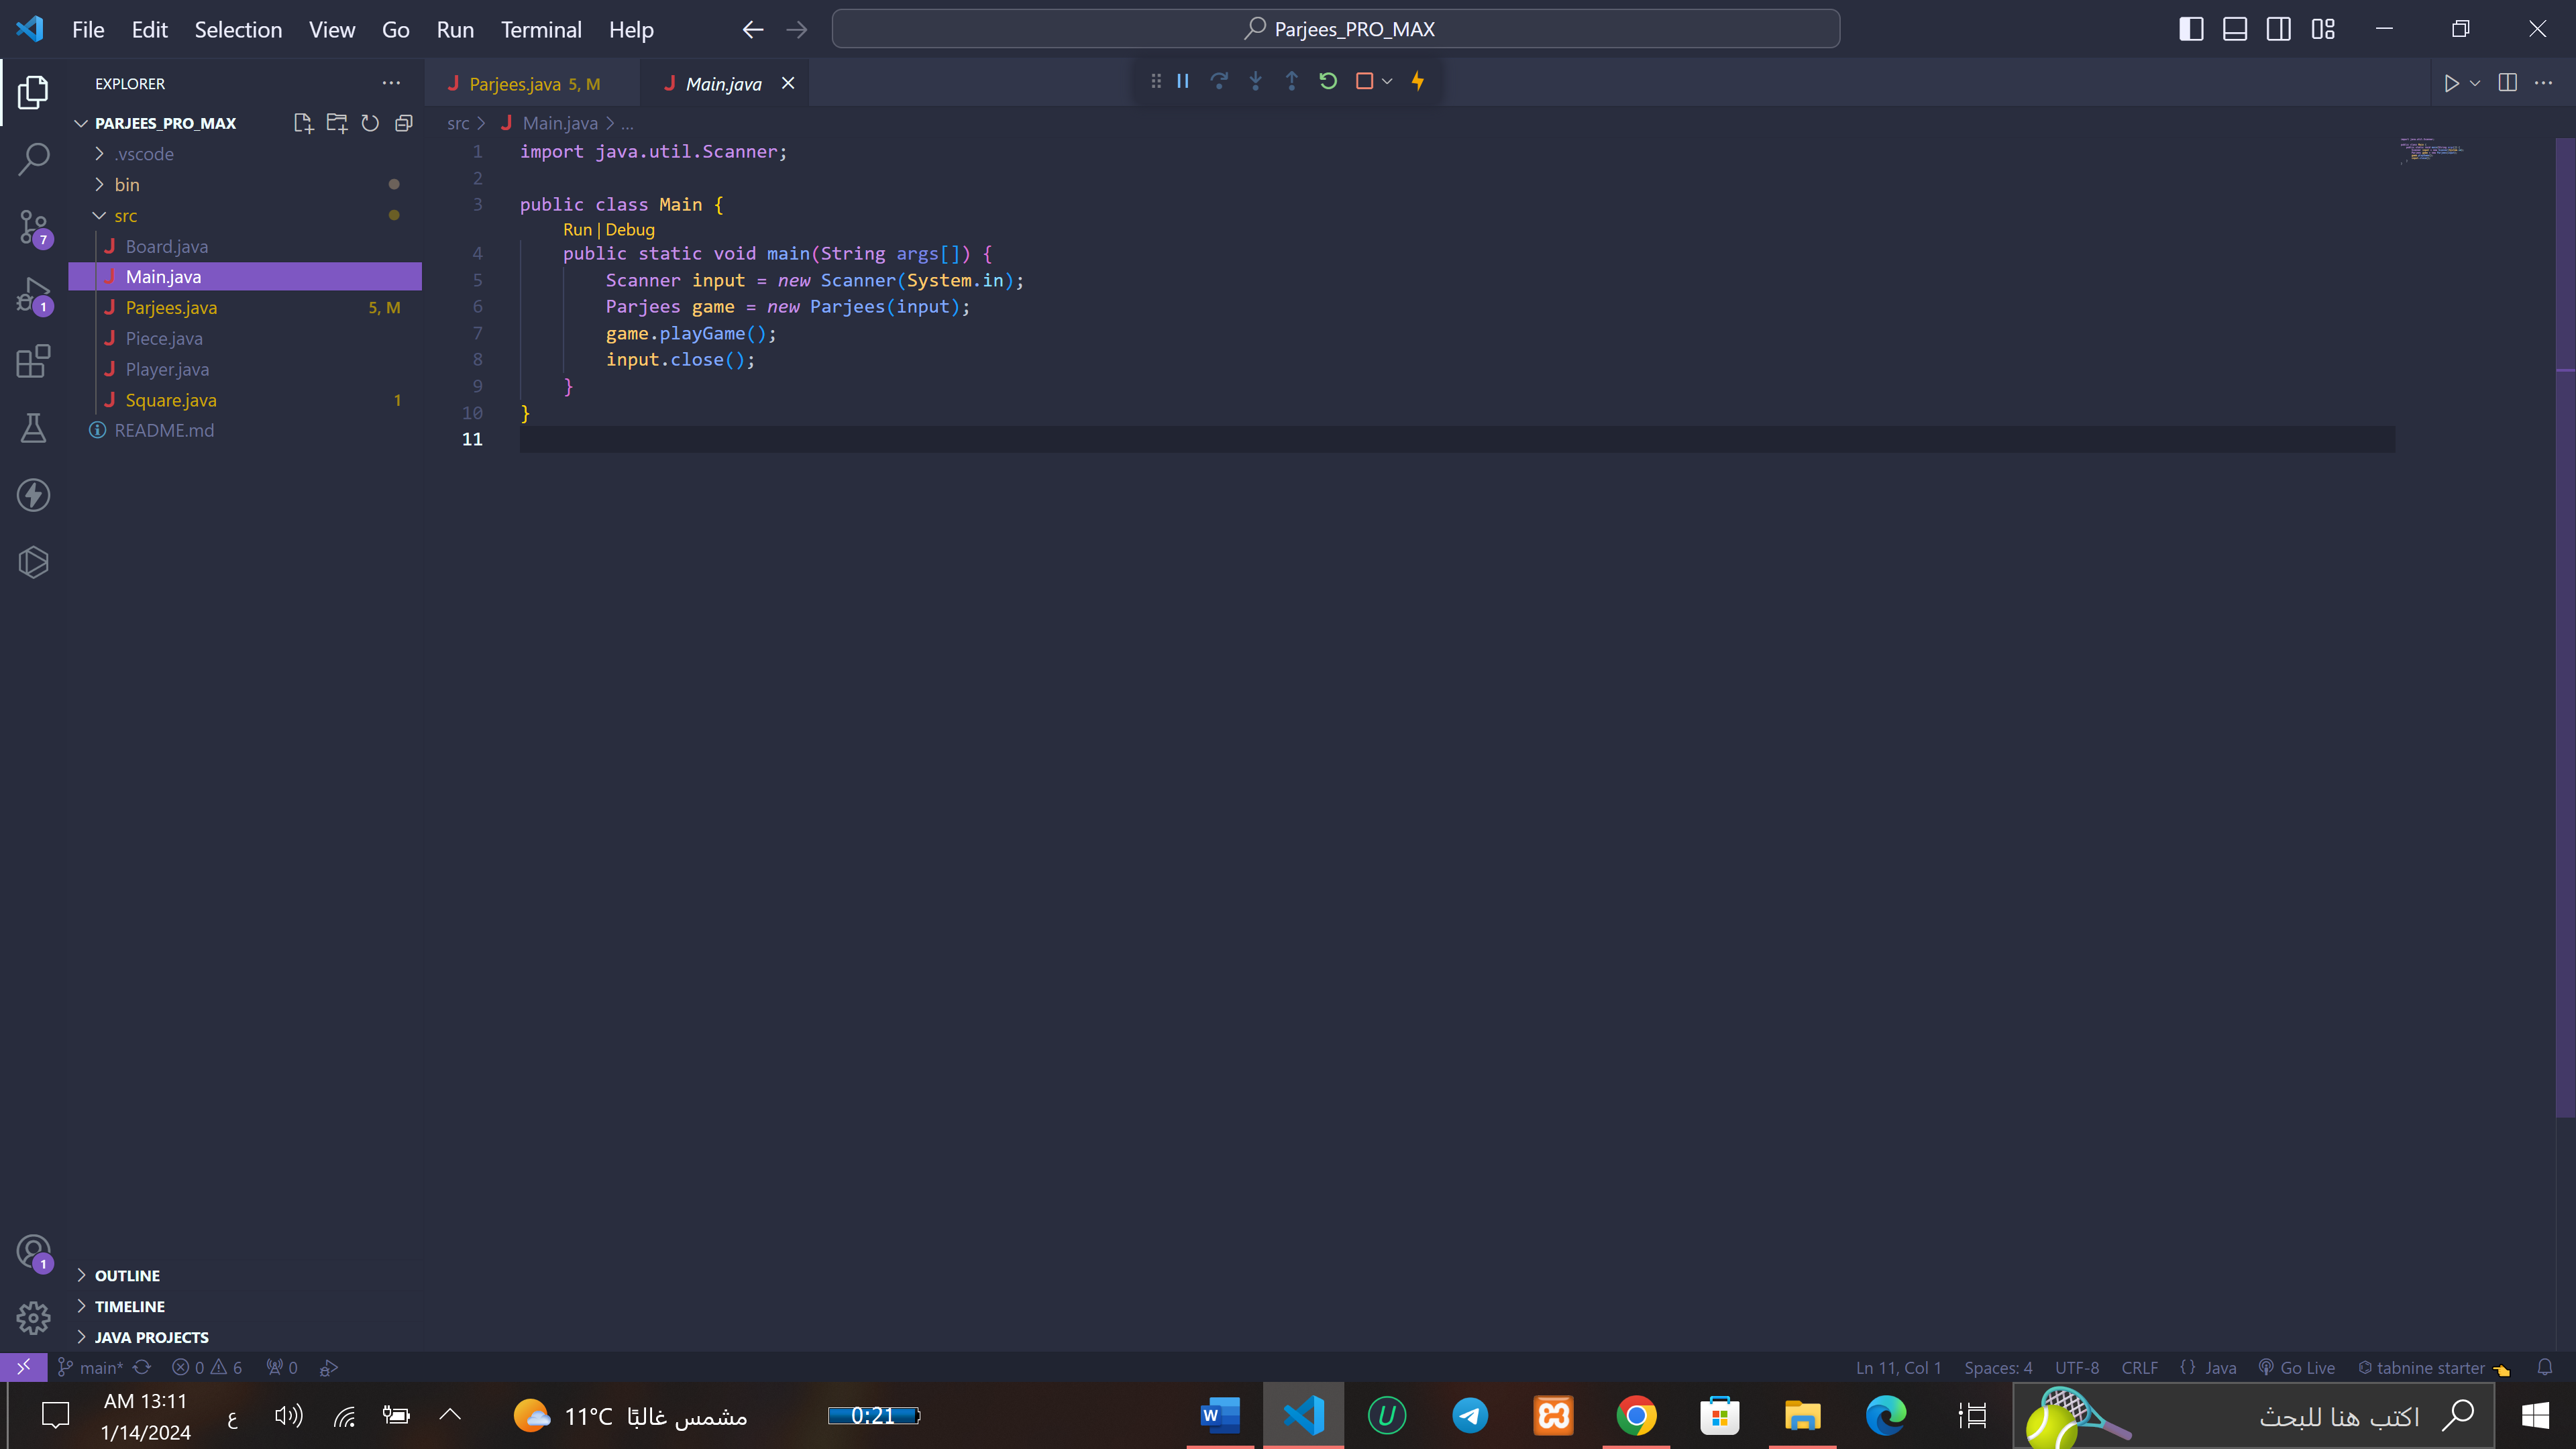 File Edit Selection View Go Run Terminal Help
Parjees_PRO_MAX
EXPLORER
Parjees.java 5, M
Main.java
PARJEES_PRO_MAX
.vscode
bin
src
Board.java
Main.java
Parjees.java 5, M
Piece.java
Player.java
Square.java 1
README.md
7
1
src > Main.java > ...
1 import java.util.Scanner;
2
3 public class Main {
Run | Debug
4 public static void main(String args[]) {
5 Scanner input = new Scanner(System.in);
6 Parjees game = new Parjees(input);
7 game.playGame();
8 input.close();
9 }
10 }
11
1
OUTLINE
TIMELINE
JAVA PROJECTS
main* 0 6 0
Ln 11, Col 1 Spaces: 4 UTF-8 CRLF {} Java Go Live tabnine starter
AM 13:11
1/14/2024
ع
11°C مشمس غالبًا
0:21
اكتب هنا للبحث